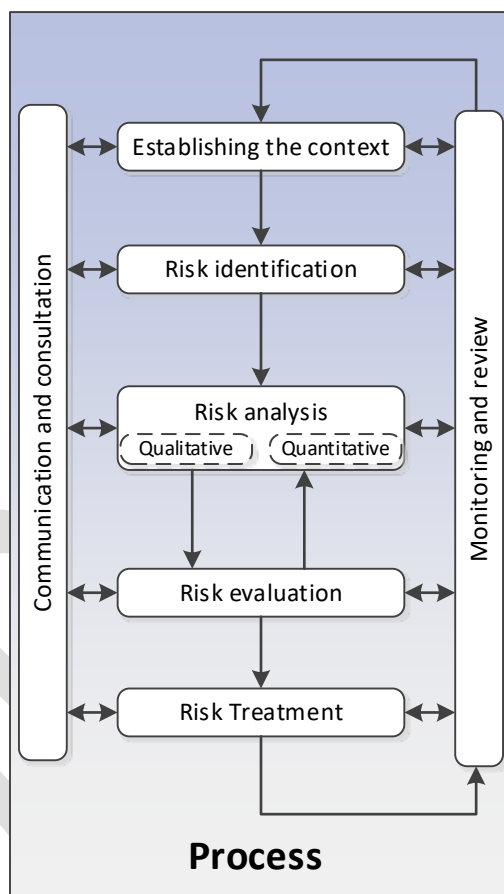 Establishing the context
Risk identification
Risk analysis
Qualitative
Quantitative
Risk evaluation
Risk Treatment
Communication and consultation
Monitoring and review
Process